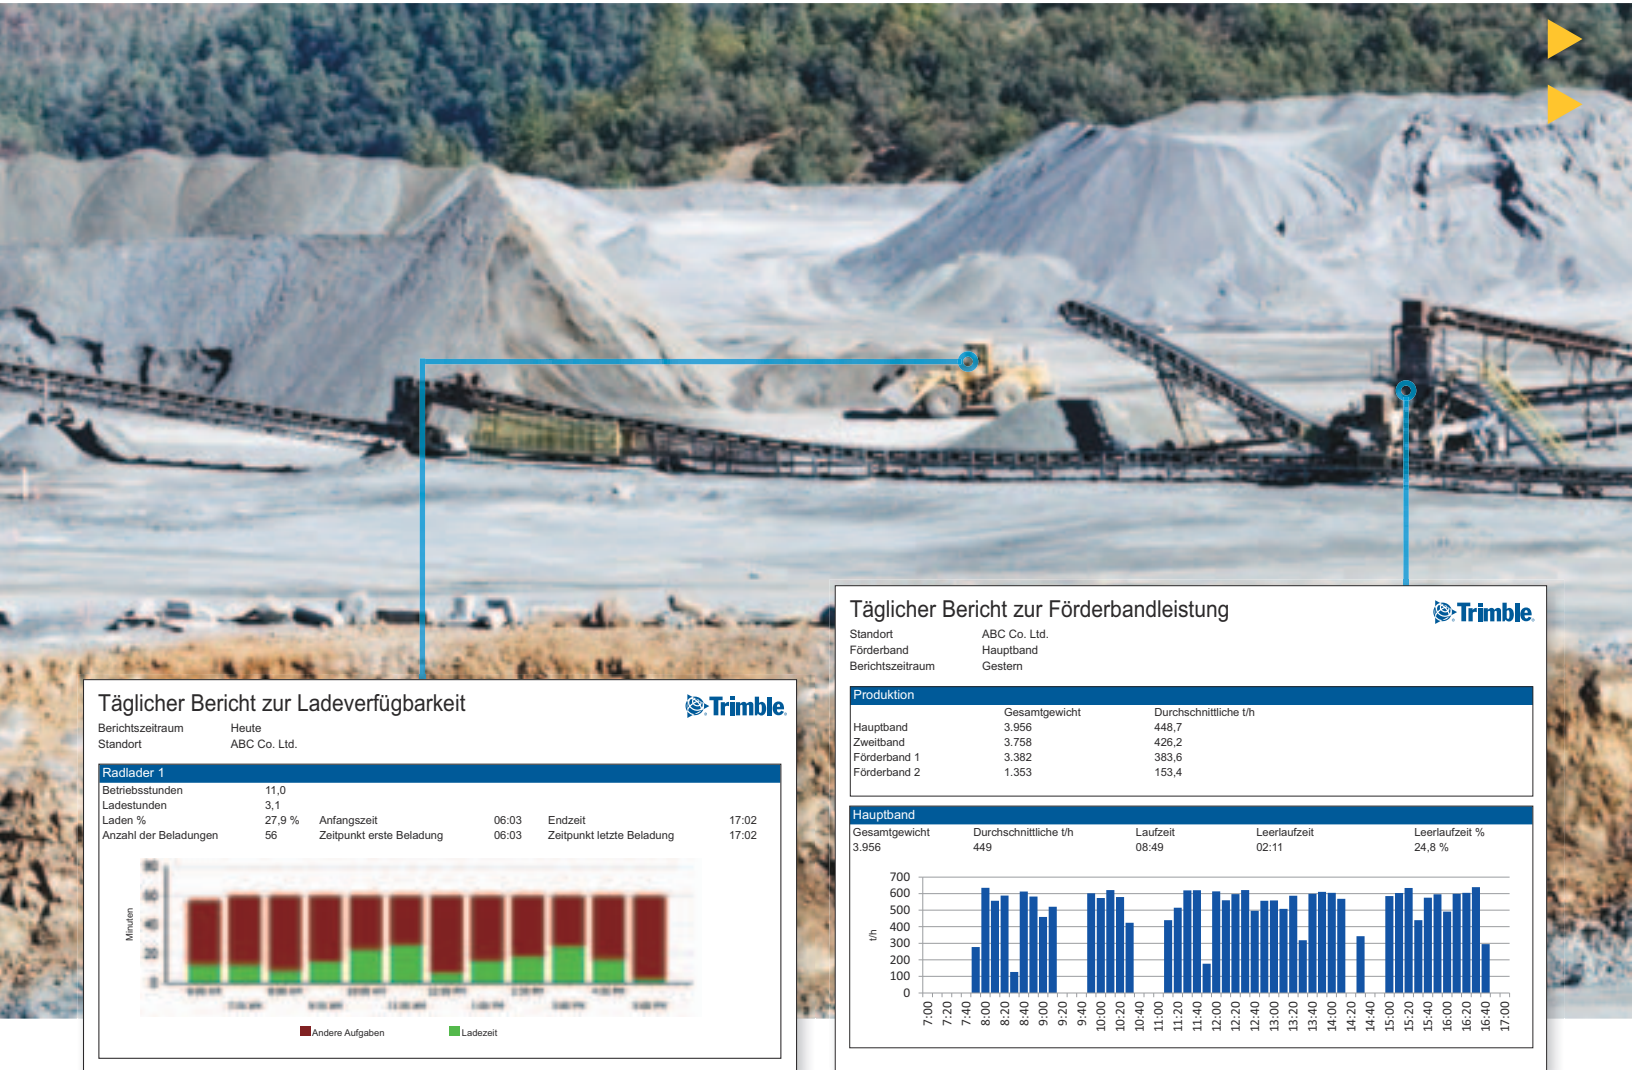 Täglicher Bericht zur Ladeverfügbarkeit
Trimble
Berichtszeitraum Heute
Standort ABC Co. Ltd.
Radlader 1
Betriebsstunden 11,0
Ladestunden 3,1
Laden % 27,9 % Anfangszeit 06:03 Endzeit 17:02
Anzahl der Beladungen 56 Zeitpunkt erste Beladung 06:03 Zeitpunkt letzte Beladung 17:02
Minuten
80
60
40
20
0
Andere Aufgaben Ladezeit
Täglicher Bericht zur Förderbandleistung
Trimble
Standort ABC Co. Ltd.
Förderband Hauptband
Berichtszeitraum Gestern
Produktion
Gesamtgewicht Durchschnittliche t/h
Hauptband 3.956 448,7
Zweitband 3.758 426,2
Förderband 1 3.382 383,6
Förderband 2 1.353 153,4
Hauptband
Gesamtgewicht Durchschnittliche t/h Laufzeit Leerlaufzeit Leerlaufzeit %
3.956 449 08:49 02:11 24,8 %
t/h
700
600
500
400
300
200
100
0
7:00 7:20 7:40 8:00 8:20 8:40 9:00 9:20 9:40 10:00 10:20 10:40 11:00 11:20 11:40 12:00 12:20 12:40 13:00 13:20 13:40 14:00 14:20 14:40 15:00 15:20 15:40 16:00 16:20 16:40 17:00